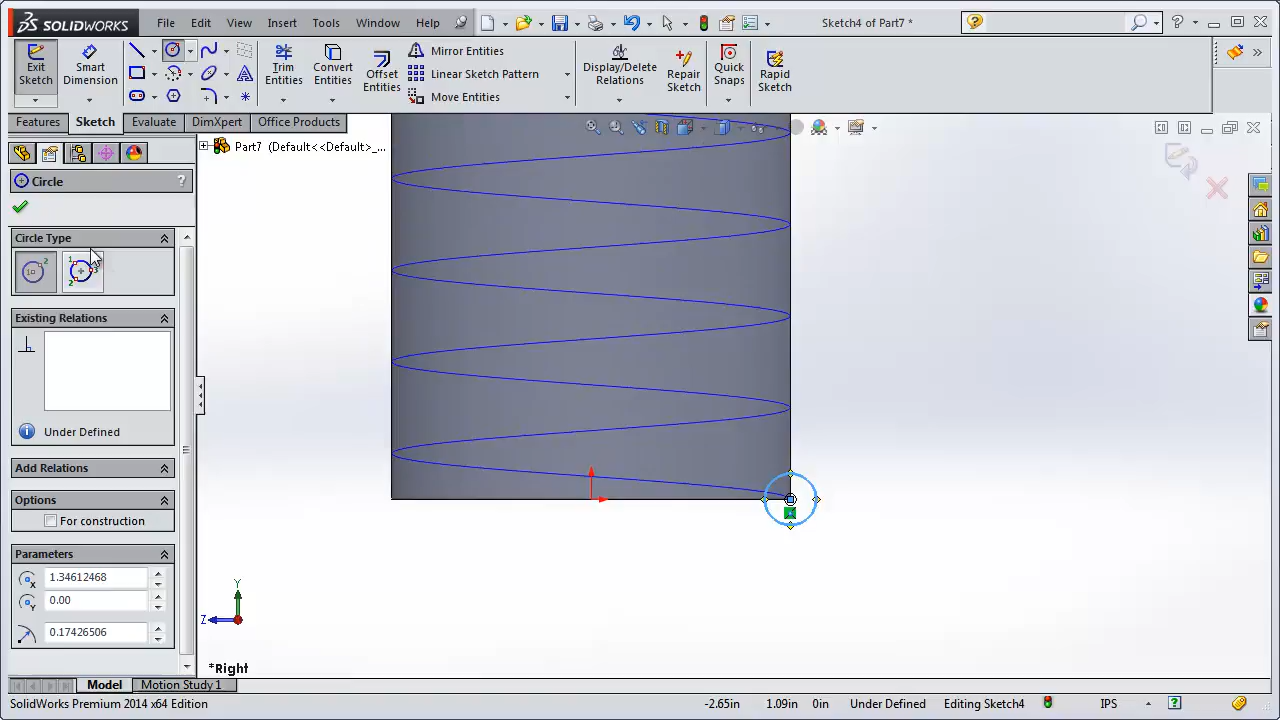 SOLIDWORKS File Edit View Insert Tools Window Help Sketch4 of Part7 *
Exit Sketch
Smart Dimension
Trim Entities
Convert Entities
Offset Entities
Mirror Entities
Linear Sketch Pattern
Move Entities
Display/Delete Relations
Repair Sketch
Quick Snaps
Rapid Sketch
Features Sketch Evaluate DimXpert Office Products
Part7 (Default<<Default>_...
Circle ?
Circle Type
Existing Relations
Under Defined
Add Relations
Options
For construction
Parameters
1.34612468
0.00
0.17426506
Y
Z
*Right
Model Motion Study 1
SolidWorks Premium 2014 x64 Edition -2.65in 1.09in 0in Under Defined Editing Sketch4 IPS